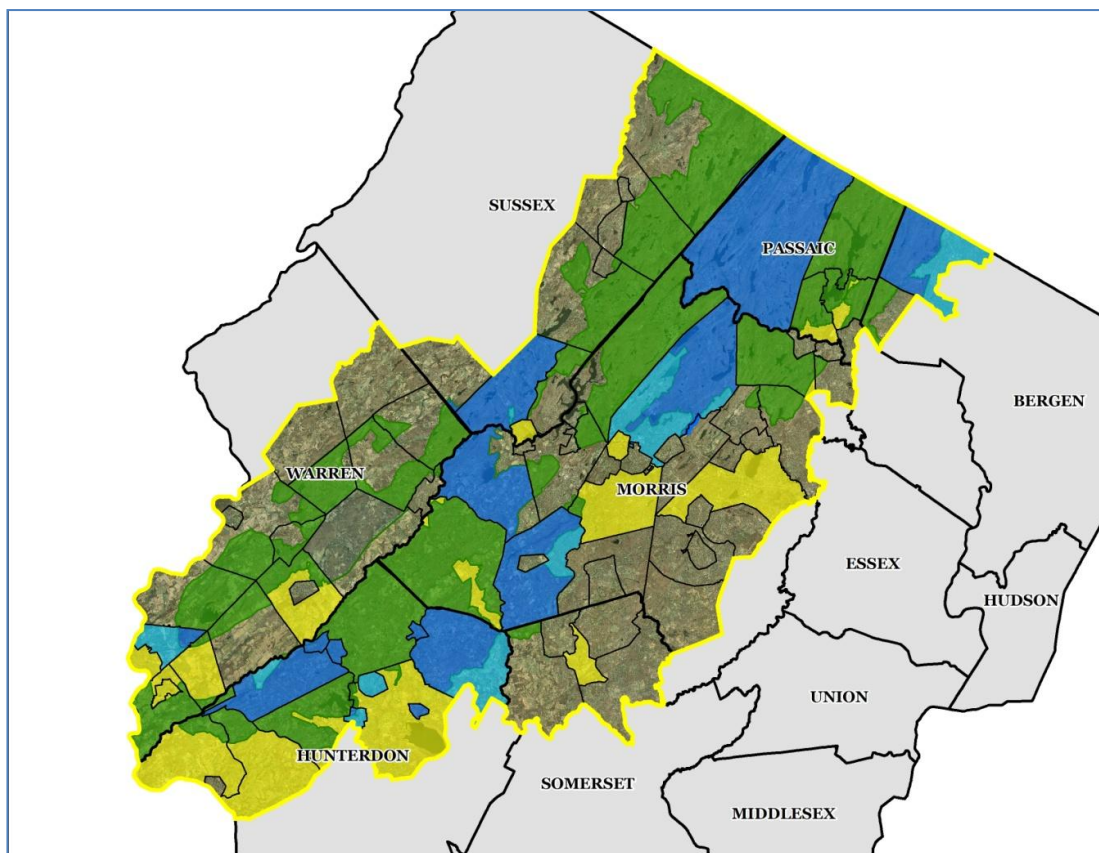 SUSSEX
PASSAIC
BERGEN
WARREN
MORRIS
ESSEX
HUDSON
UNION
HUNTERDON
SOMERSET
MIDDLESEX